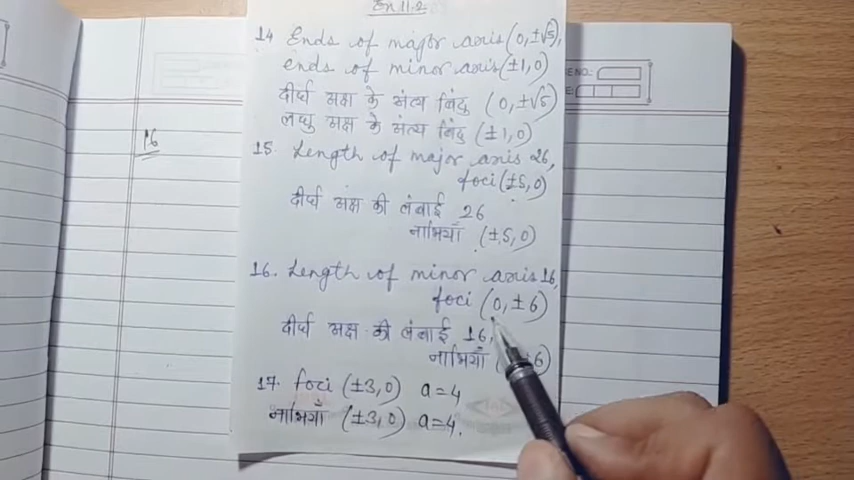 Ex 11.2
14 Ends of major axis (0, ±√5),
ends of minor axis (±1, 0)
दीर्घ अक्ष के अंत्य बिंदु (0, ±√5)
लघु अक्ष के अंत्य बिंदु (±1, 0)
15. Length of major axis 26,
foci (±5, 0)
दीर्घ अक्ष की लंबाई 26
नाभियाँ (±5, 0)
16. Length of minor axis 16,
foci (0, ±6)
दीर्घ अक्ष की लंबाई 16,
नाभियाँ ( ±6)
17. foci (±3, 0) a = 4
नाभियाँ (±3, 0) a = 4.
16